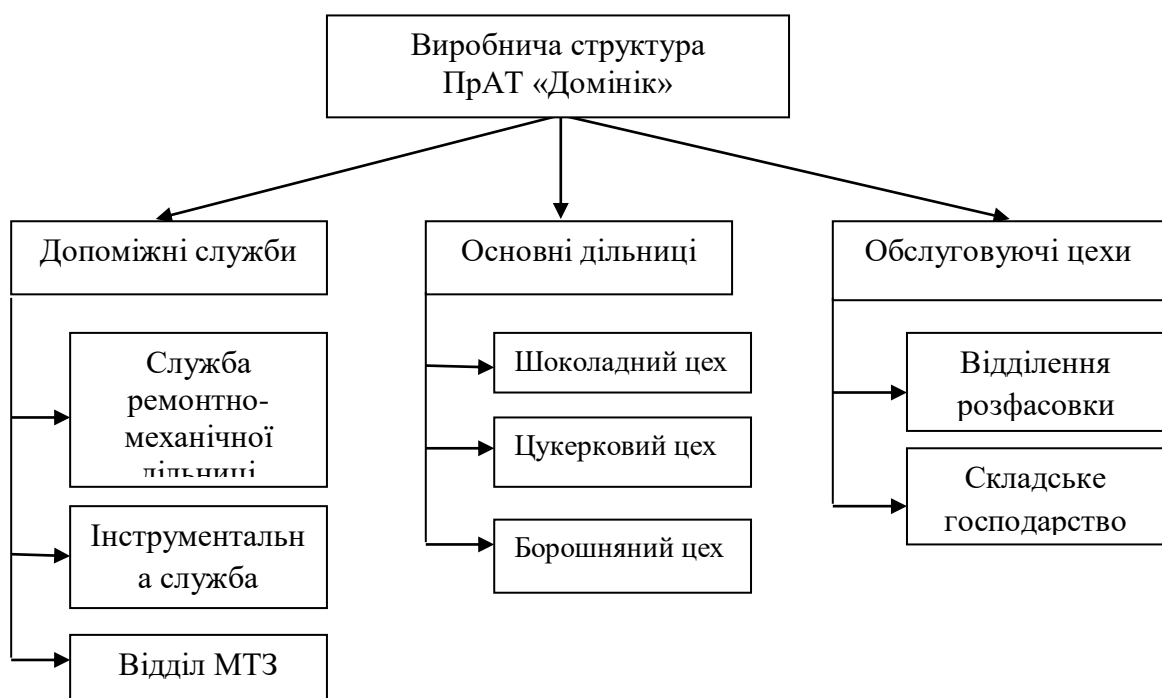 Виробнича структура
ПрАТ «Домінік»
Допоміжні служби
Основні дільниці
Обслуговуючі цехи
Служба
ремонтно-
механічної
дільниці
Інструментальн
а служба
Відділ МТЗ
Шоколадний цех
Цукерковий цех
Борошняний цех
Відділення
розфасовки
Складське
господарство